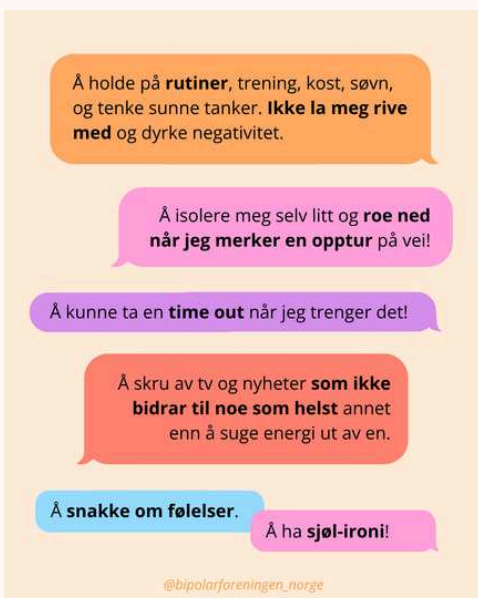 Å holde på rutiner, trening, kost, søvn,
og tenke sunne tanker. Ikke la meg rive
med og dyrke negativitet.
Å isolere meg selv litt og roe ned
når jeg merker en opptur på vei!
Å kunne ta en time out når jeg trenger det!
Å skru av tv og nyheter som ikke
bidrar til noe som helst annet
enn å suge energi ut av en.
Å snakke om følelser.
Å ha sjøl-ironi!
@bipolarforeningen_norge